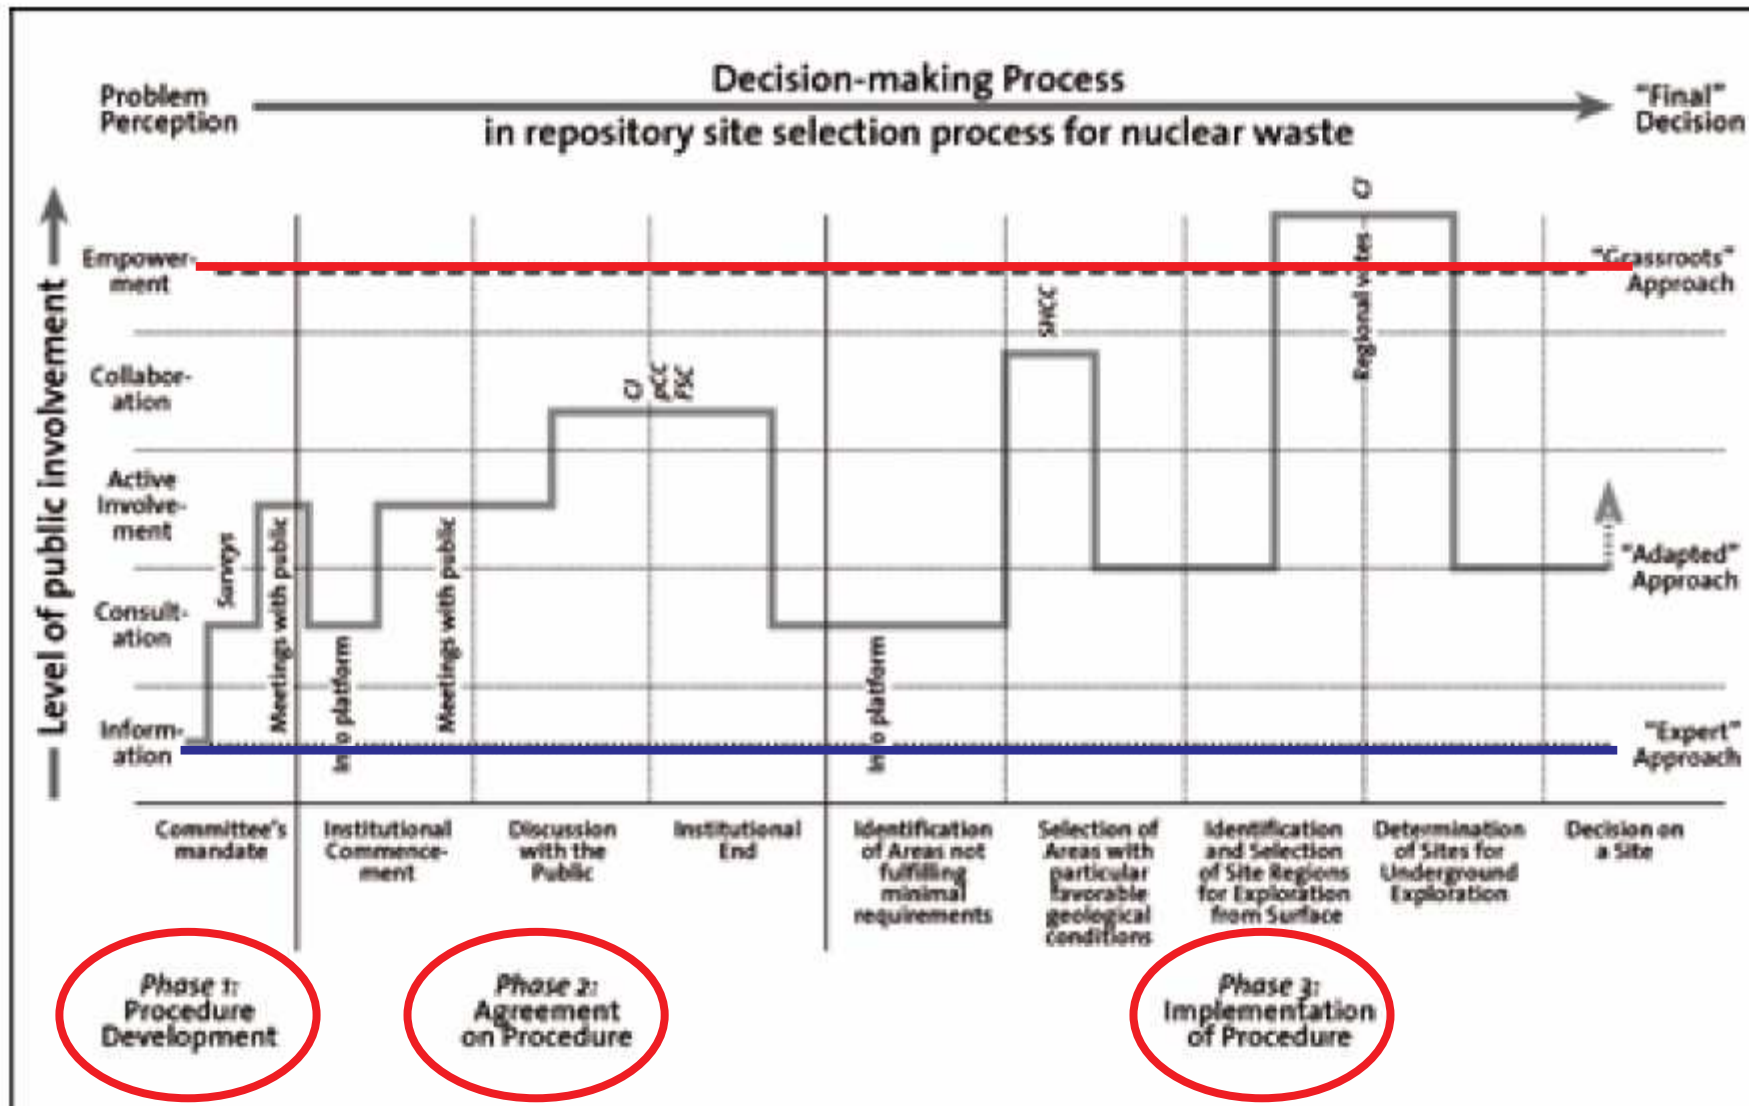 Decision-making Process
in repository site selection process for nuclear waste
Problem
Perception
"Final"
Decision
Level of public involvement
Empower-
ment
Collabor-
ation
Active
Involve-
ment
Consult-
ation
Inform-
ation
Surveys
Meetings with public
platform
Meetings with public
CJ
pCC
FSC
platform
SHCC
Regional votes
CJ
"Grassroots"
Approach
"Adapted"
Approach
"Expert"
Approach
Committee's
mandate
Institutional
Commence-
ment
Discussion
with the
Public
Institutional
End
Identification
of Areas not
fulfilling
minimal
requirements
Selection of
Areas with
particular
favorable
geological
conditions
Identification
and Selection
of Site Regions
for Exploration
from Surface
Determination
of Sites for
Underground
Exploration
Decision on
a Site
Phase 1:
Procedure
Development
Phase 2:
Agreement
on Procedure
Phase 3:
Implementation
of Procedure